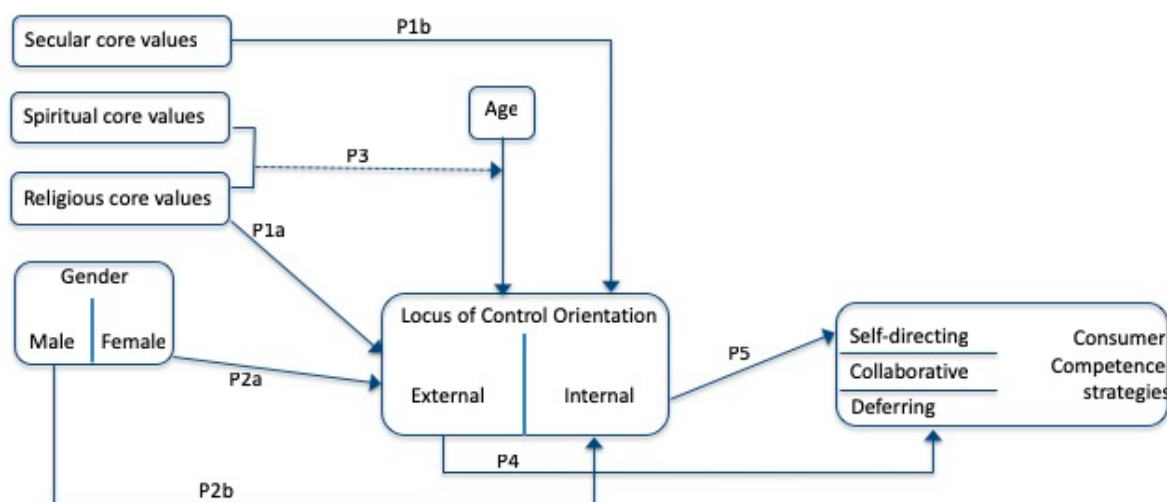 P1b
Secular core values
Spiritual core values
Age
P3
Religious core values
P1a
Gender
Male
Female
P2a
Locus of Control Orientation
External
Internal
P5
Self-directing
Collaborative
Deferring
Consumer
Competence
strategies
P4
P2b